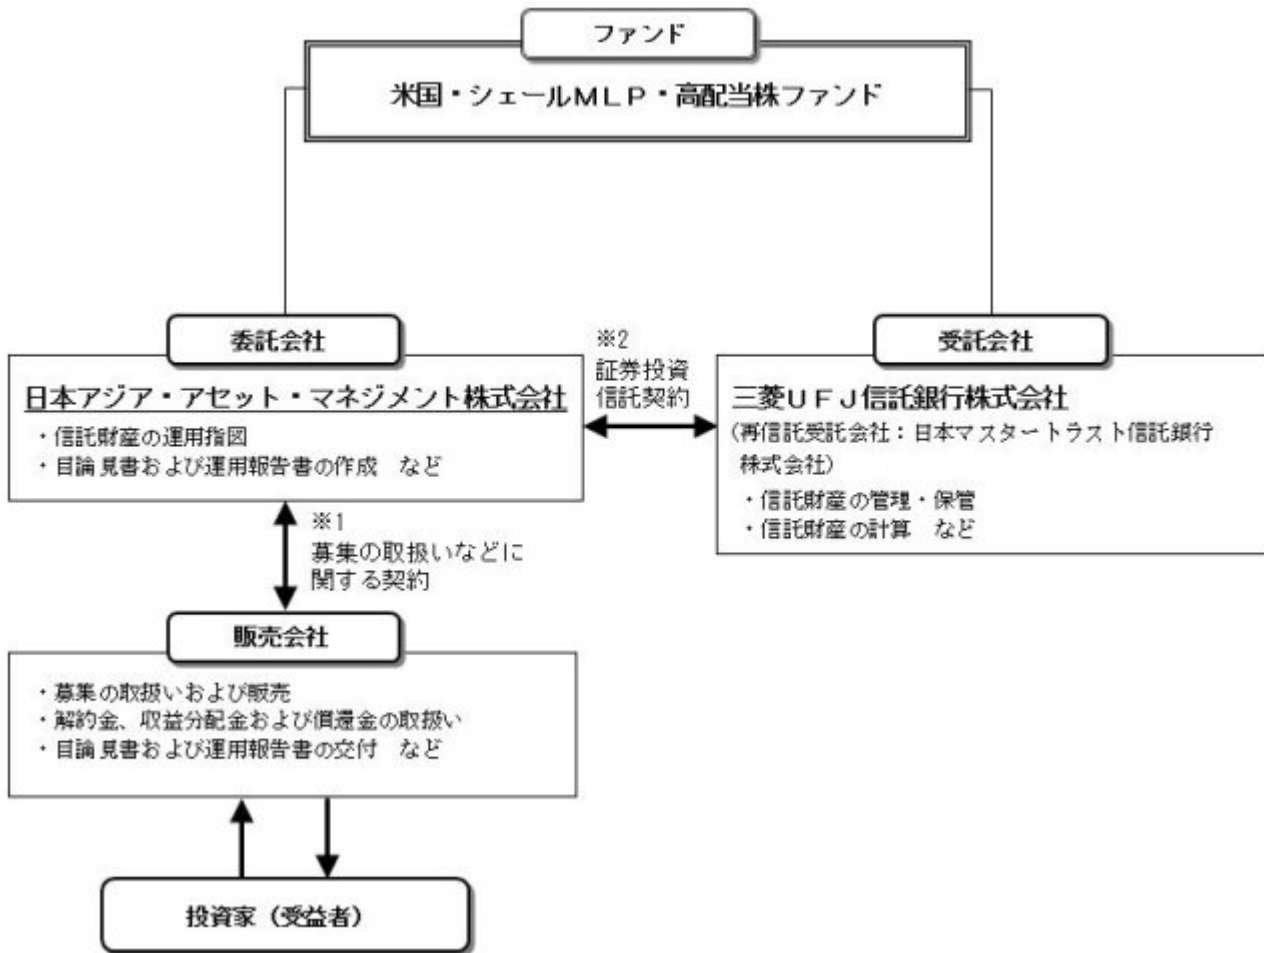 ファンド
米国・シェールMLP・高配当株ファンド
委託会社
日本アジア・アセット・マネジメント株式会社
・信託財産の運用指図
・目論見書および運用報告書の作成　など
※2
証券投資
信託契約
受託会社
三菱UFJ信託銀行株式会社
(再信託受託会社：日本マスタートラスト信託銀行
株式会社)
・信託財産の管理・保管
・信託財産の計算　など
※1
募集の取扱いなどに
関する契約
販売会社
・募集の取扱いおよび販売
・解約金、収益分配金および償還金の取扱い
・目論見書および運用報告書の交付　など
投資家（受益者）